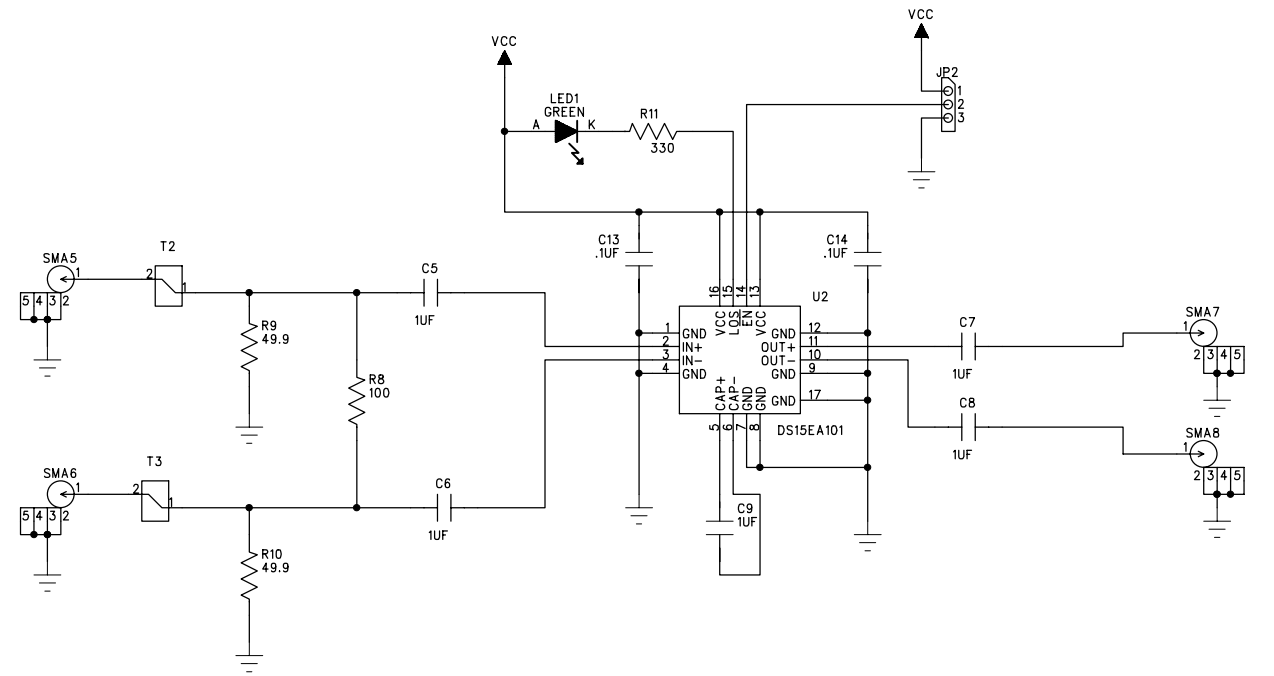 VCC
VCC
JP2
1
2
3
LED1
GREEN
A
K
R11
330
C13
.1UF
C14
.1UF
T2
SMA5
1
2
1
5 4 3 2
C5
1UF
R9
49.9
R8
100
16 15 14 13
U2
VCC LOS EN VCC
1 GND
2 IN+
3 IN-
4 GND
GND 12
OUT+ 11
OUT- 10
GND 9
GND 17
CAP+ CAP- GND GND
5 6 7 8
DS15EA101
C7
1UF
SMA7
1
2 3 4 5
C8
1UF
SMA8
1
2 3 4 5
T3
SMA6
1
2
1
5 4 3 2
C6
1UF
C9
1UF
R10
49.9